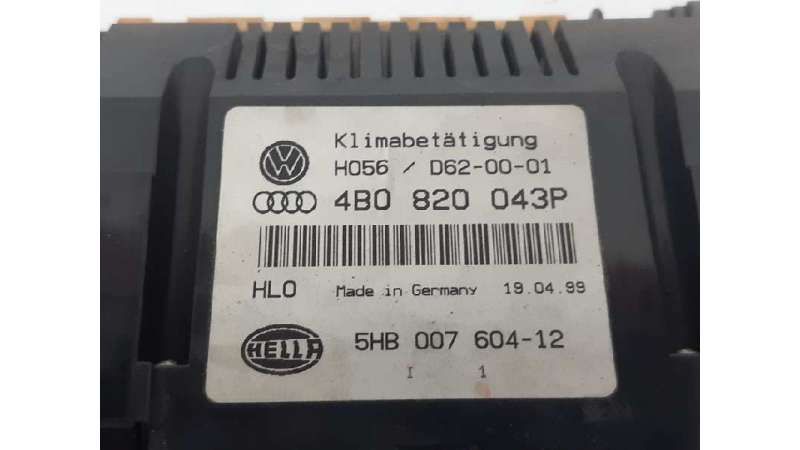 Klimabetätigung
H056 / D62-00-01
4B0 820 043P
HLO Made in Germany 19.04.99
HELLA 5HB 007 604-12
I 1